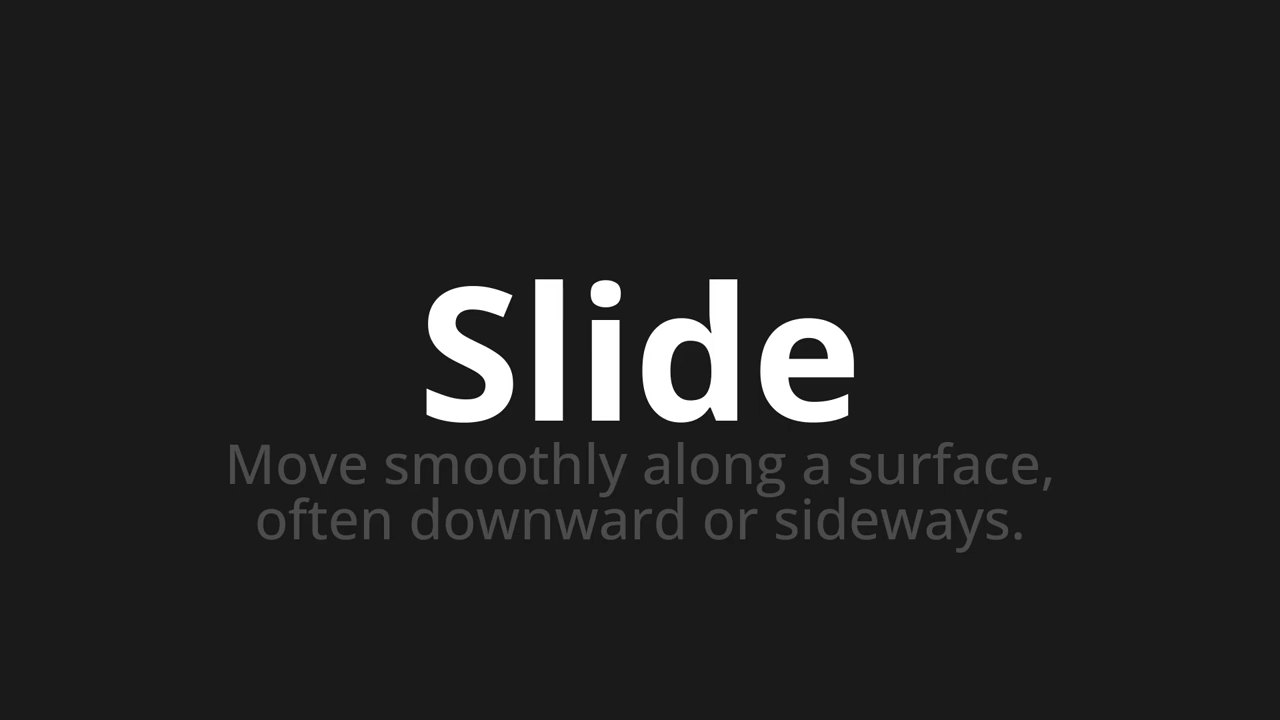 Slide
Move smoothly along a surface,
often downward or sideways.